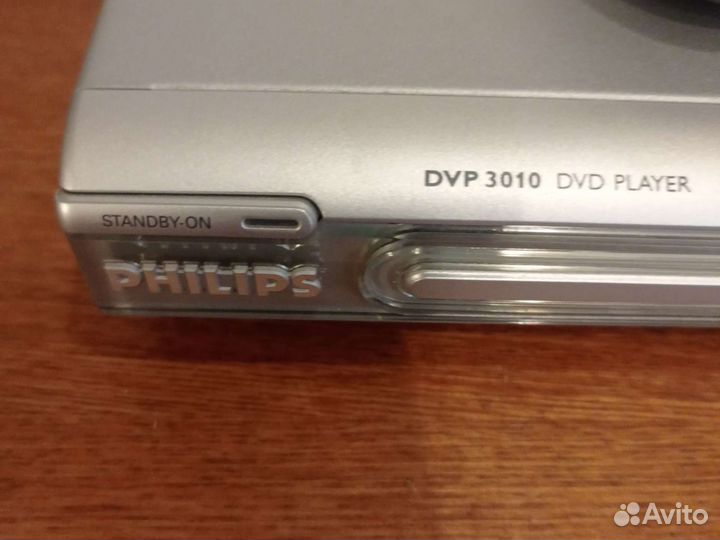 DVP 3010 DVD PLAYER
STANDBY-ON
PHILIPS
Avito